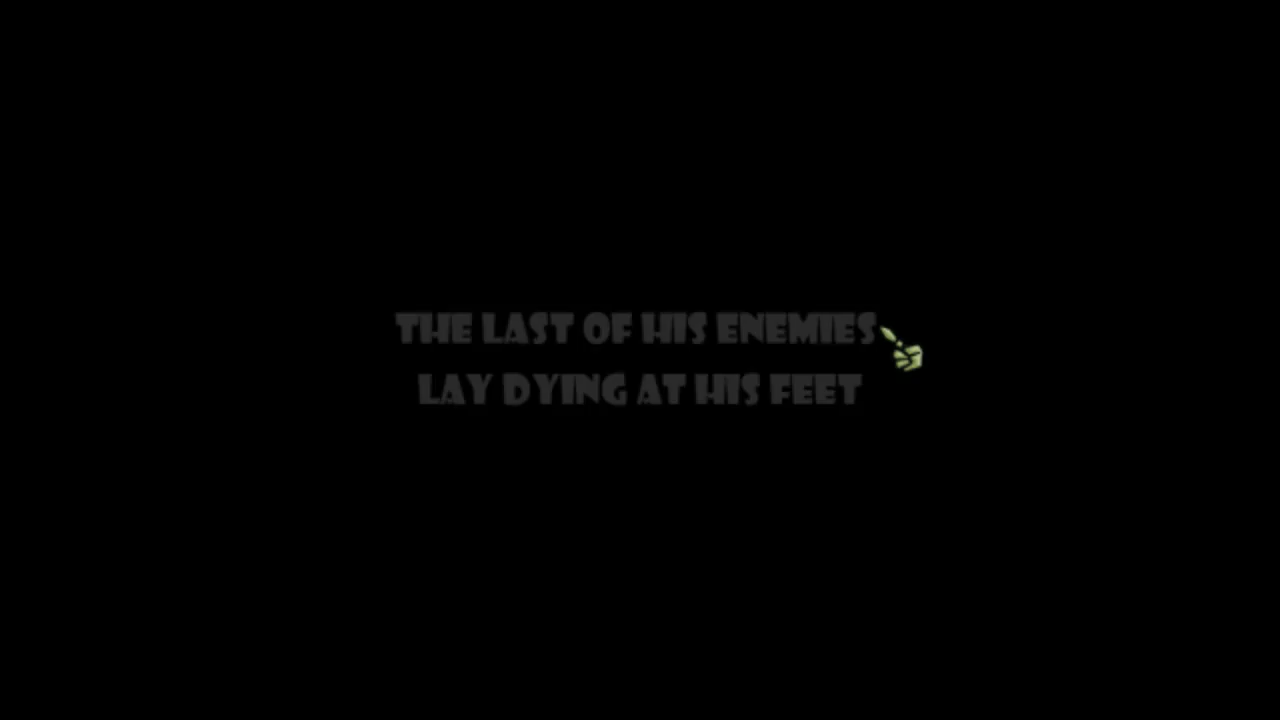 THE LAST OF HIS ENEMIES
LAY DYING AT HIS FEET